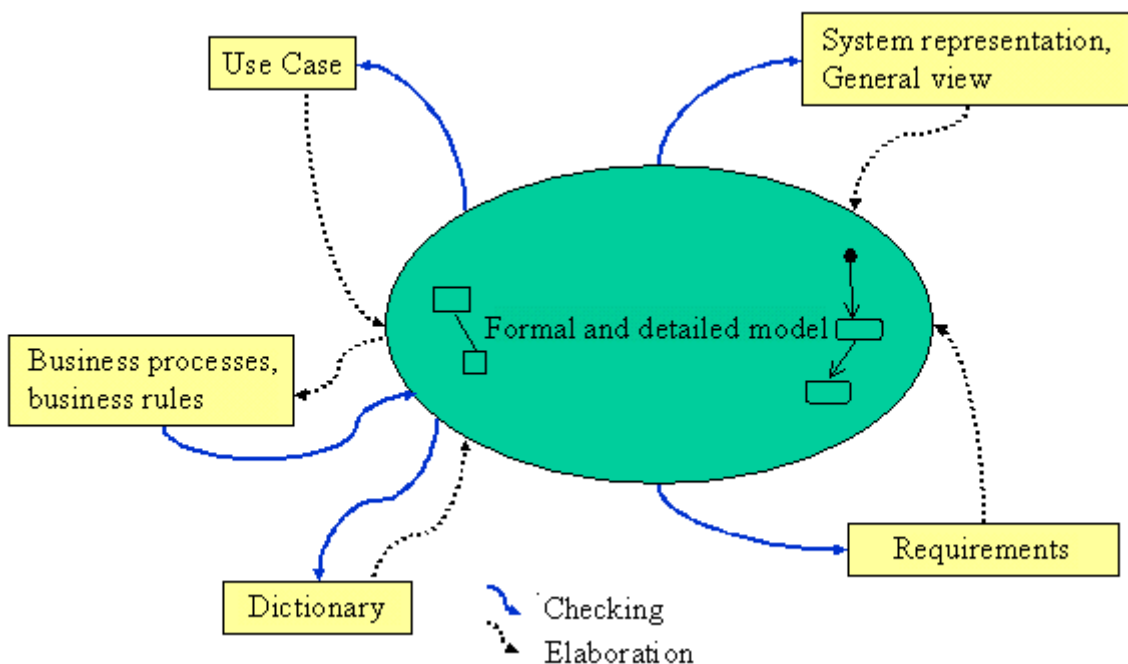 Use Case
System representation,
General view
Formal and detailed model
Business processes,
business rules
Requirements
Dictionary
Checking
Elaboration